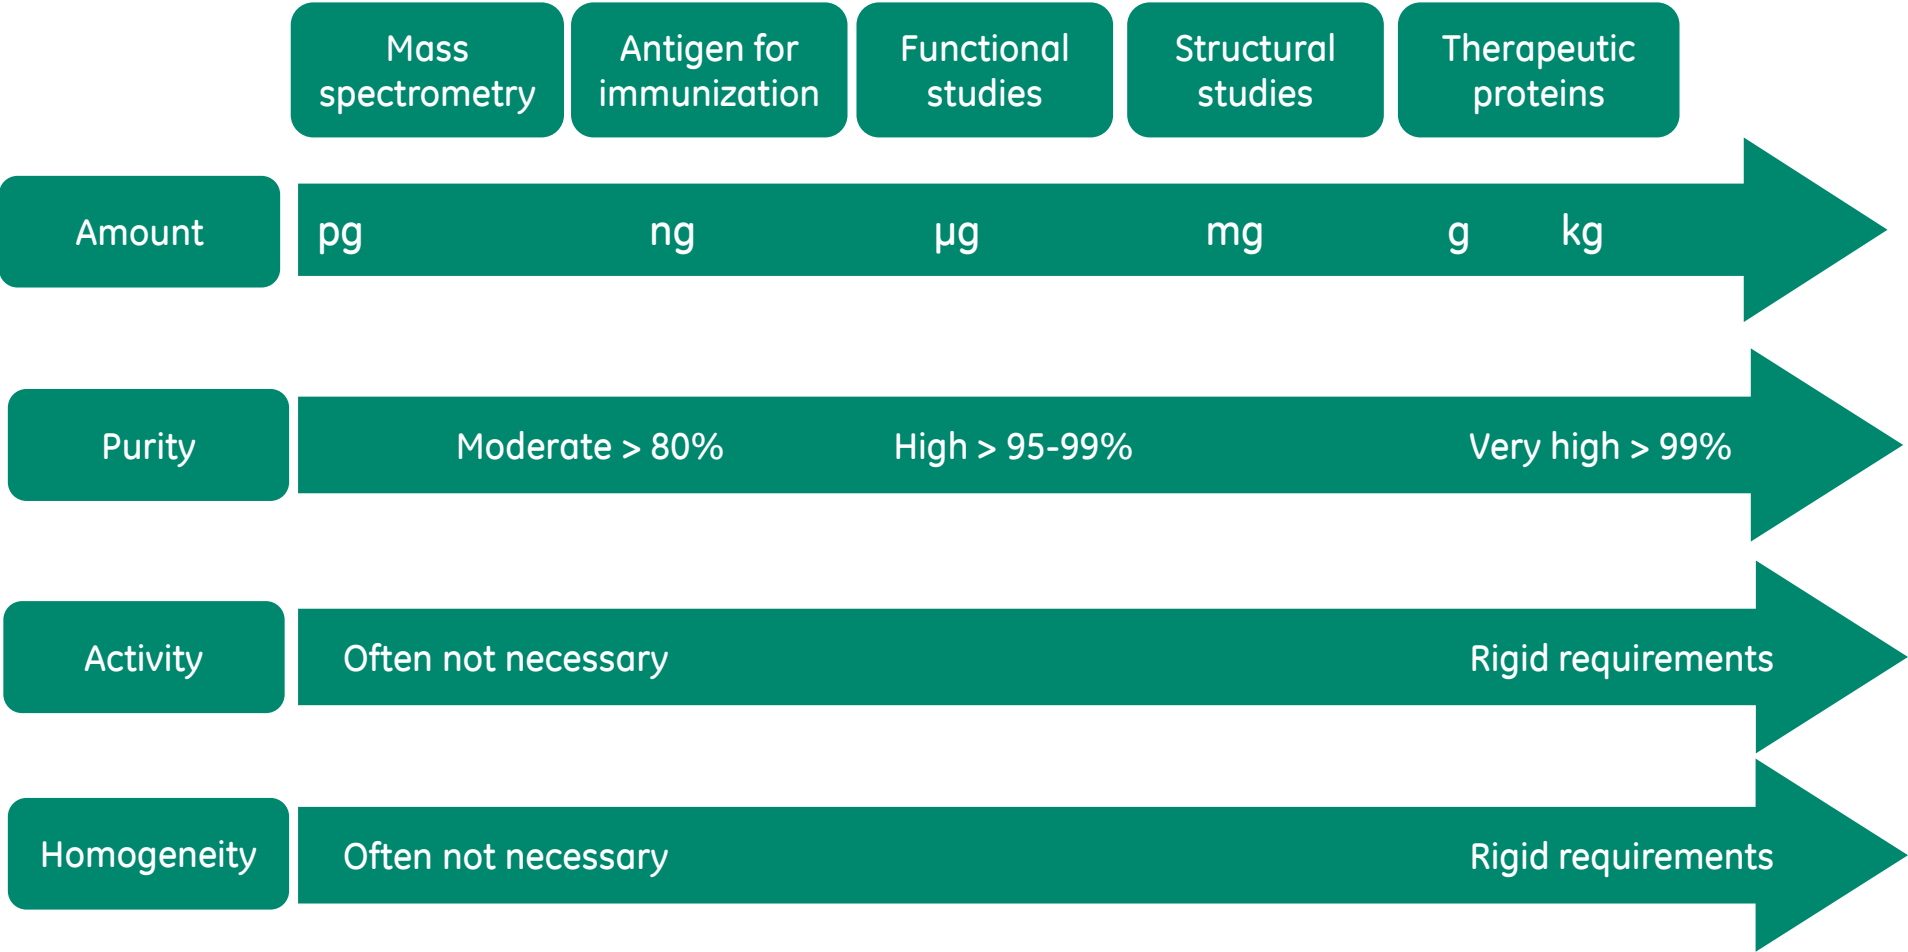 Mass
spectrometry
Antigen for
immunization
Functional
studies
Structural
studies
Therapeutic
proteins
Amount
pg ng µg mg g kg
Purity
Moderate > 80% High > 95-99% Very high > 99%
Activity
Often not necessary Rigid requirements
Homogeneity
Often not necessary Rigid requirements